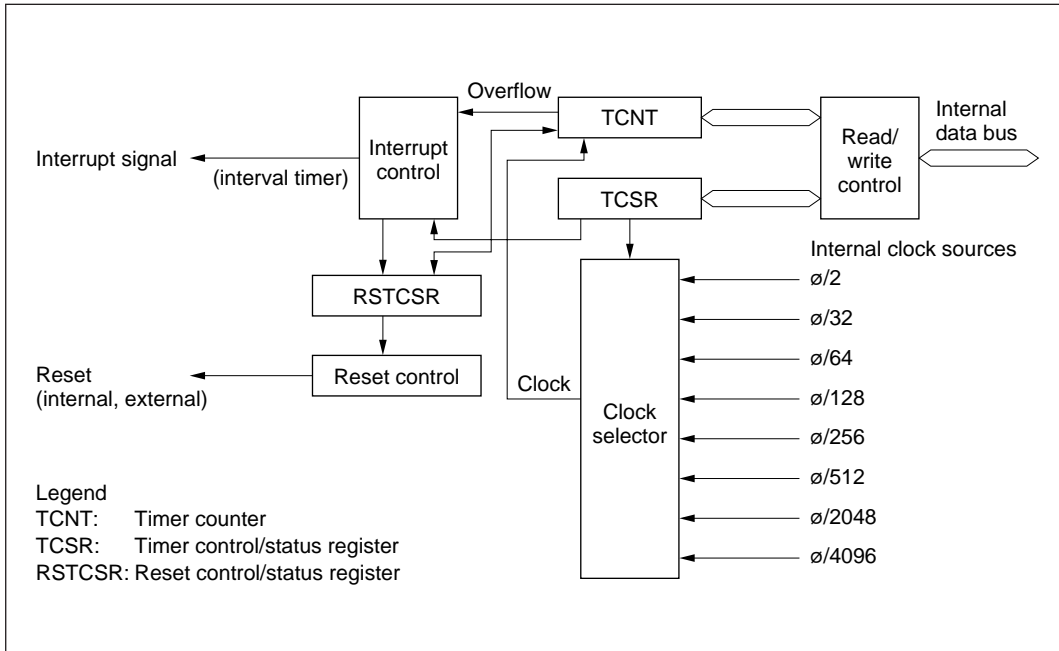 Overflow
TCNT
Interrupt control
Read/
write
control
Internal
data bus
Interrupt signal
(interval timer)
TCSR
Internal clock sources
RSTCSR
ø/2
ø/32
ø/64
Reset
(internal, external)
Reset control
Clock
ø/128
Clock
selector
ø/256
ø/512
ø/2048
ø/4096
Legend
TCNT: Timer counter
TCSR: Timer control/status register
RSTCSR: Reset control/status register